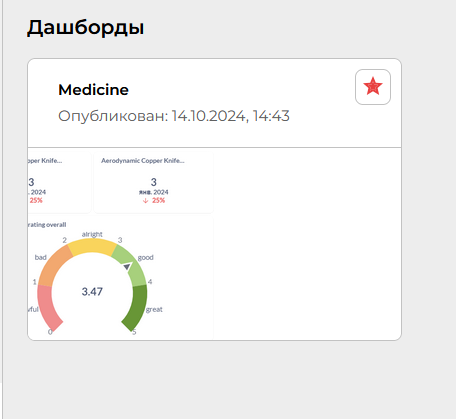 Дашборды
Medicine
Опубликован: 14.10.2024, 14:43
pper Knife...
Aerodynamic Copper Knife...
3
3
. 2024
янв. 2024
25%
↓ 25%
rating overall
alright
2
3
bad
good
1
4
3.47
great
0
5